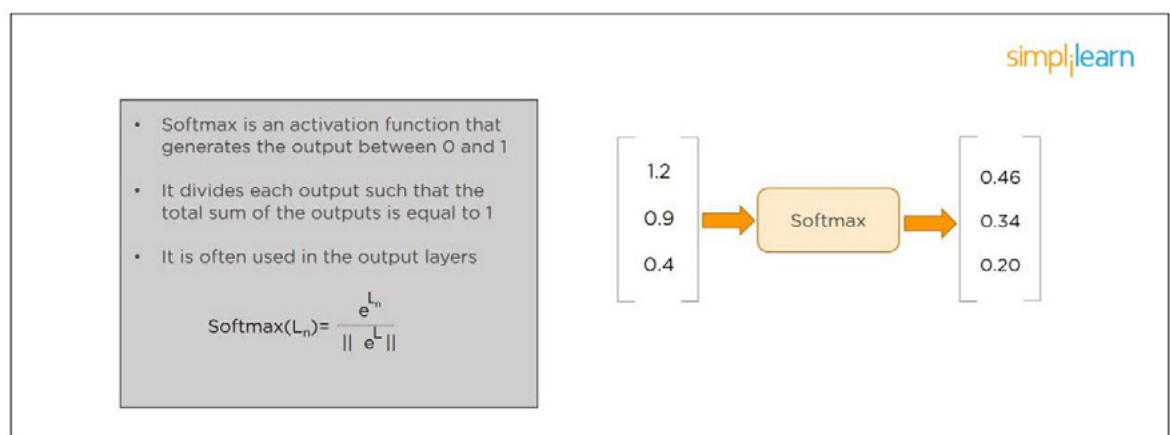 simplilearn
• Softmax is an activation function that
generates the output between 0 and 1
• It divides each output such that the
total sum of the outputs is equal to 1
• It is often used in the output layers
Softmax(Lₙ)= e^Lₙ / || e^L ||
1.2
0.9
0.4
Softmax
0.46
0.34
0.20